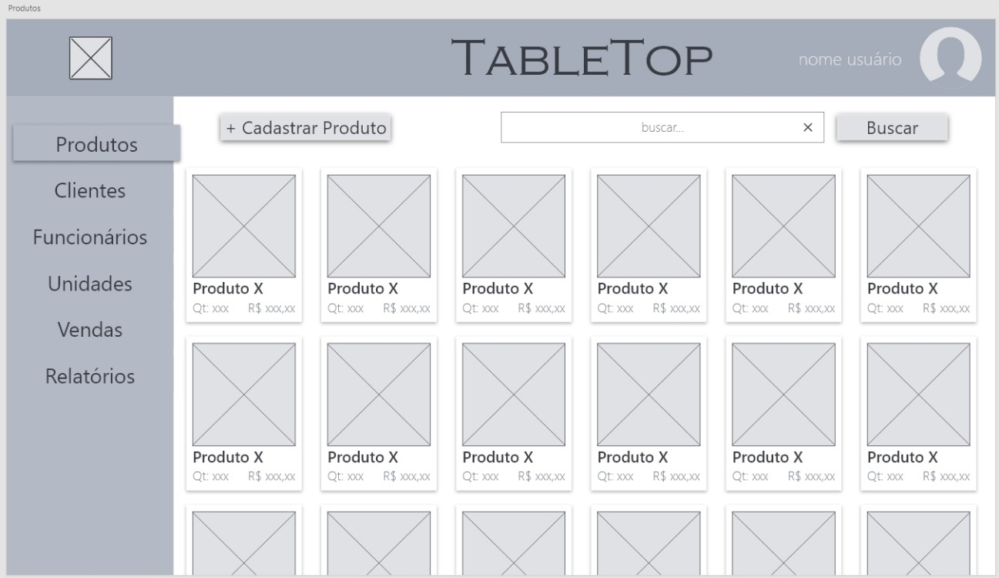 Produtos
TableTop
nome usuário
Produtos
Clientes
Funcionários
Unidades
Vendas
Relatórios
+ Cadastrar Produto
buscar...
×
Buscar
Produto X
Qt: xxx R$ xxx,xx
Produto X
Qt: xxx R$ xxx,xx
Produto X
Qt: xxx R$ xxx,xx
Produto X
Qt: xxx R$ xxx,xx
Produto X
Qt: xxx R$ xxx,xx
Produto X
Qt: xxx R$ xxx,xx
Produto X
Qt: xxx R$ xxx,xx
Produto X
Qt: xxx R$ xxx,xx
Produto X
Qt: xxx R$ xxx,xx
Produto X
Qt: xxx R$ xxx,xx
Produto X
Qt: xxx R$ xxx,xx
Produto X
Qt: xxx R$ xxx,xx